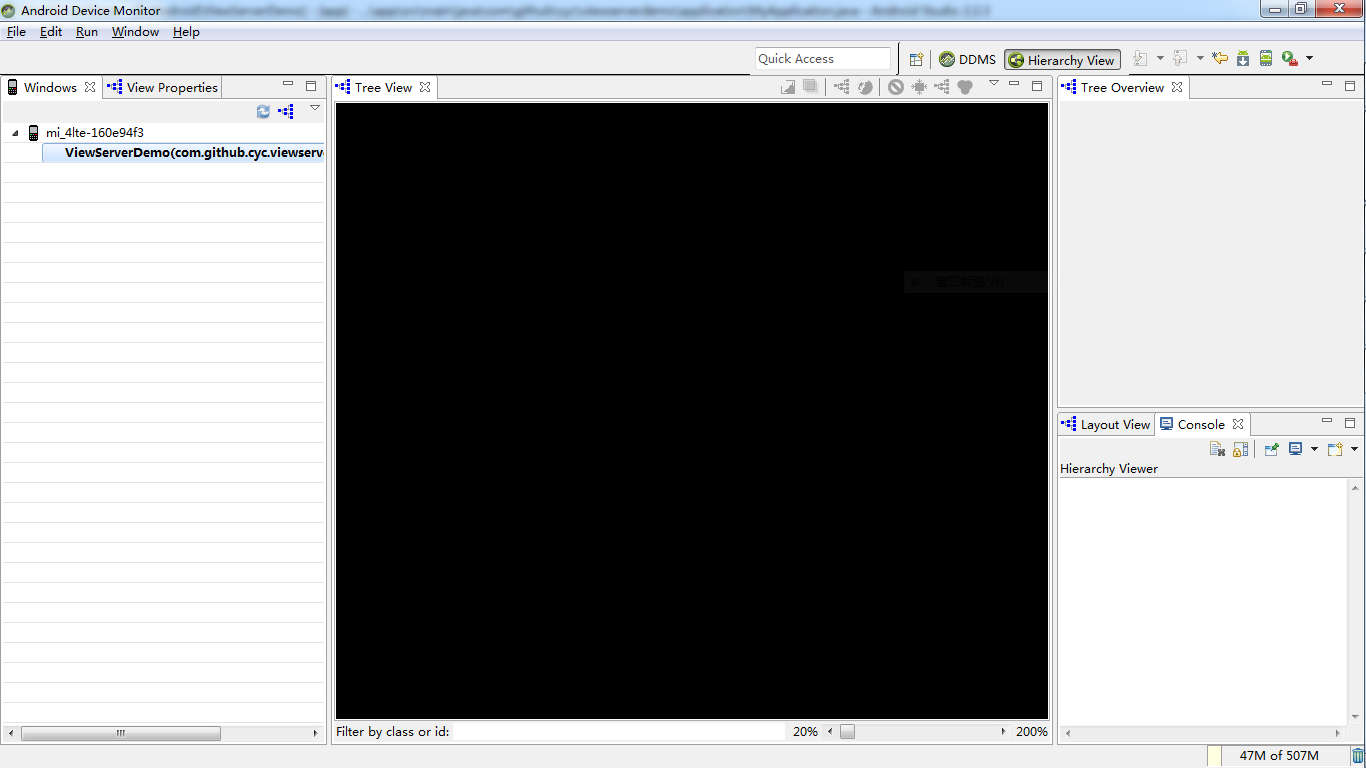 Android Device Monitor
File Edit Run Window Help
Quick Access
DDMS
Hierarchy View
Windows
View Properties
Tree View
Tree Overview
mi_4lte-160e94f3
ViewServerDemo(com.github.cyc.viewserv
Layout View
Console
Hierarchy Viewer
Filter by class or id:
20%
200%
47M of 507M